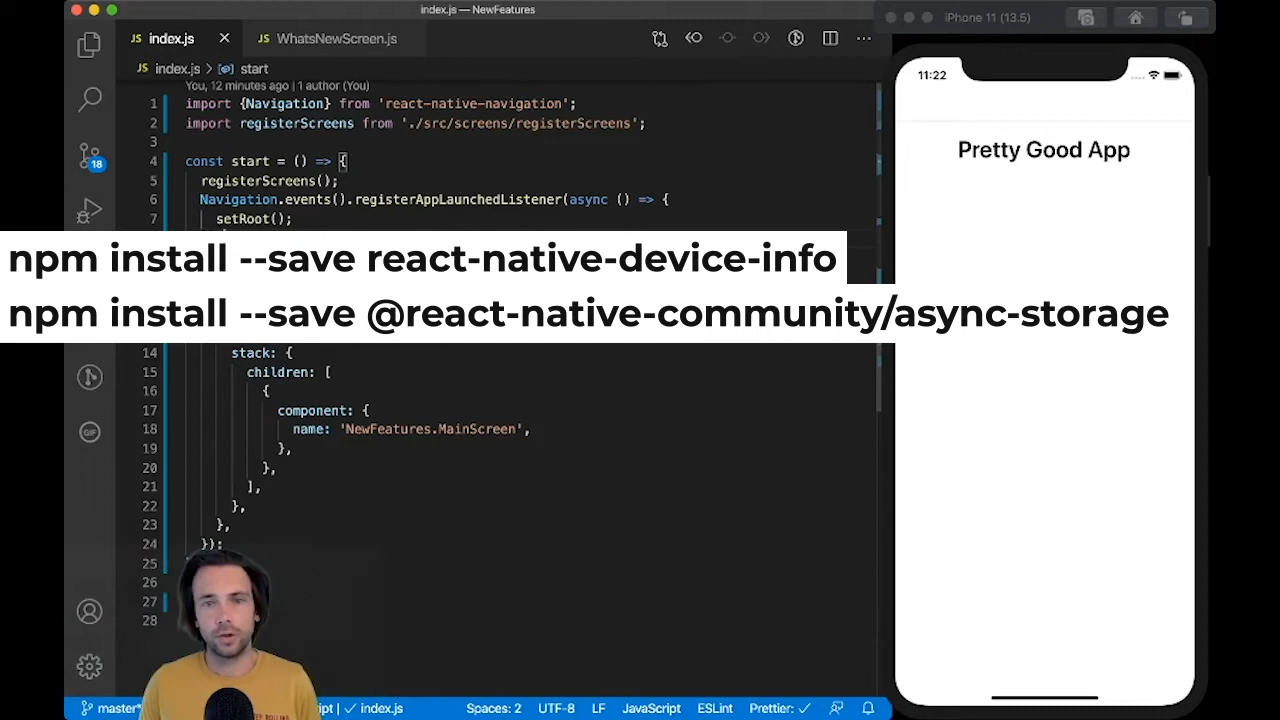 index.js — NewFeatures
iPhone 11 (13.5)
JS index.js ×
JS WhatsNewScreen.js
JS index.js > start
11:22
You, 12 minutes ago | 1 author (You)
1 import {Navigation} from 'react-native-navigation';
2 import registerScreens from './src/screens/registerScreens';
3
4 const start = () => {
5 registerScreens();
6 Navigation.events().registerAppLaunchedListener(async () => {
7 setRoot();
Pretty Good App
18
npm install --save react-native-device-info
npm install --save @react-native-community/async-storage
14 stack: {
15 children: [
16 {
17 component: {
18 name: 'NewFeatures.MainScreen',
19 },
20 },
21 ],
22 },
23 },
24 });
25
26
27
28
GIF
master*
index.js
Spaces: 2
UTF-8
LF
JavaScript
ESLint
Prettier: ✓